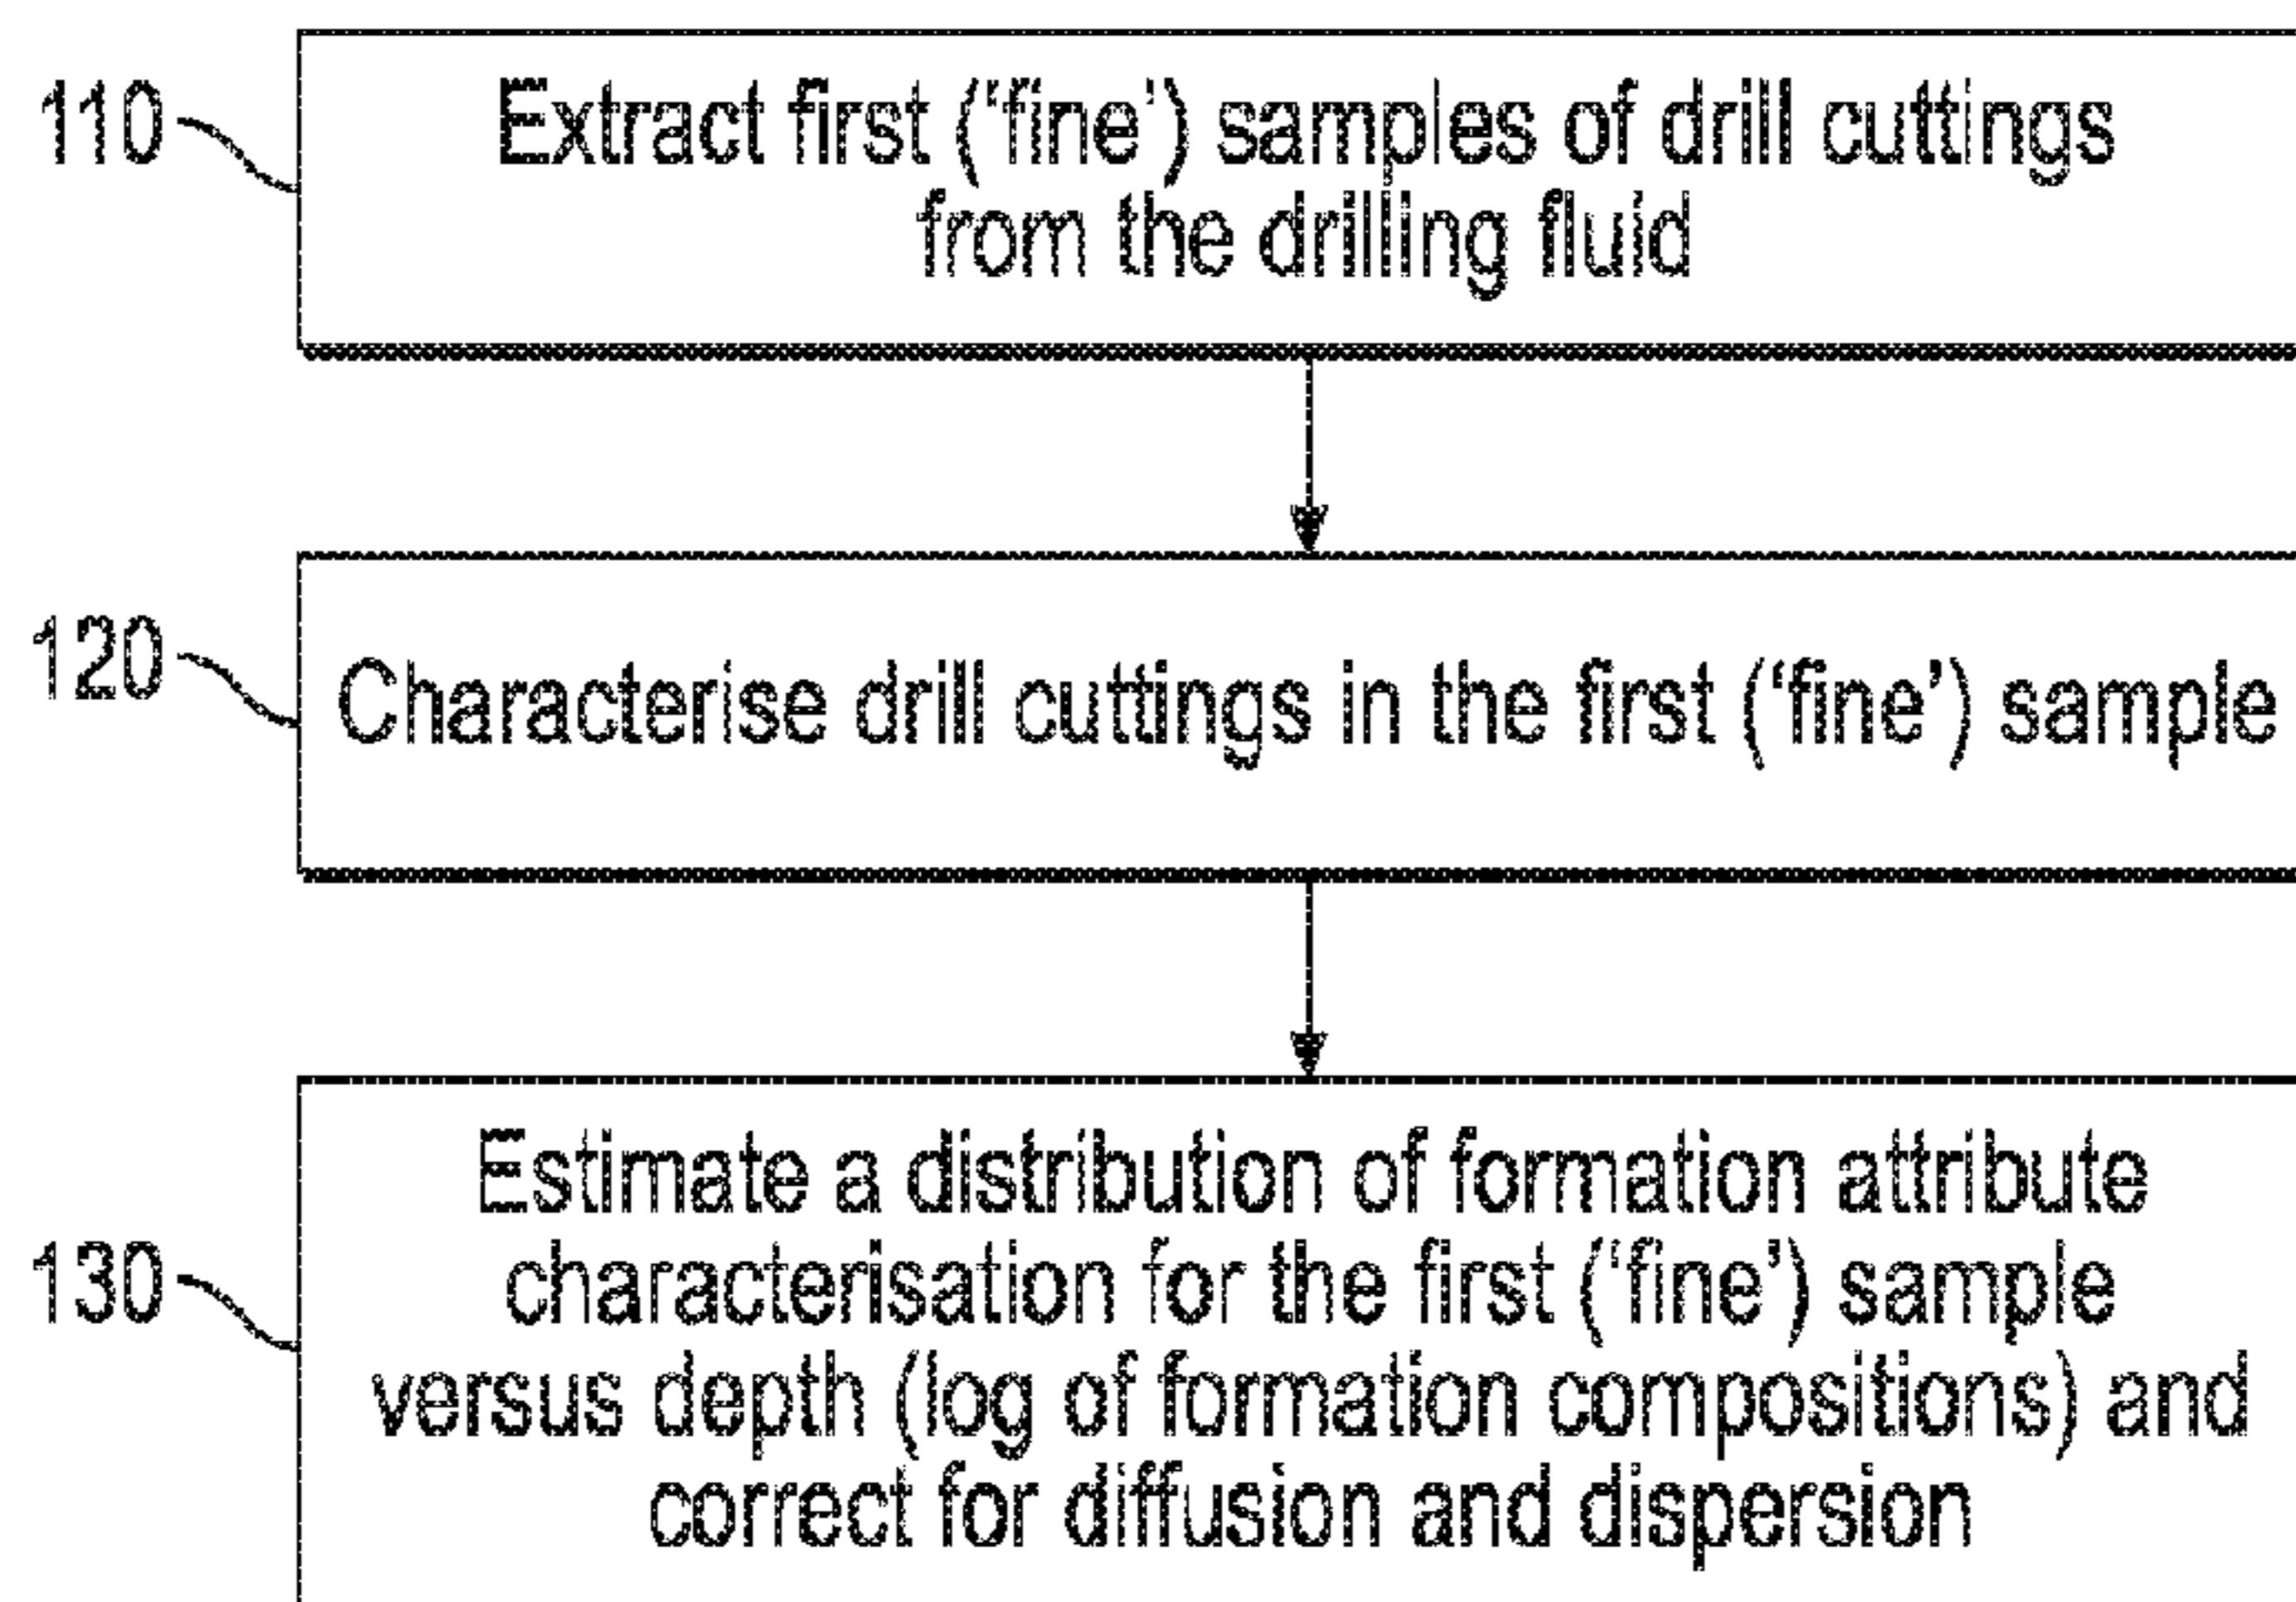 110
Extract first (‘fine’) samples of drill cuttings
from the drilling fluid
120
Characterise drill cuttings in the first (‘fine’) sample
130
Estimate a distribution of formation attribute
characterisation for the first (‘fine’) sample
versus depth (log of formation compositions) and
correct for diffusion and dispersion